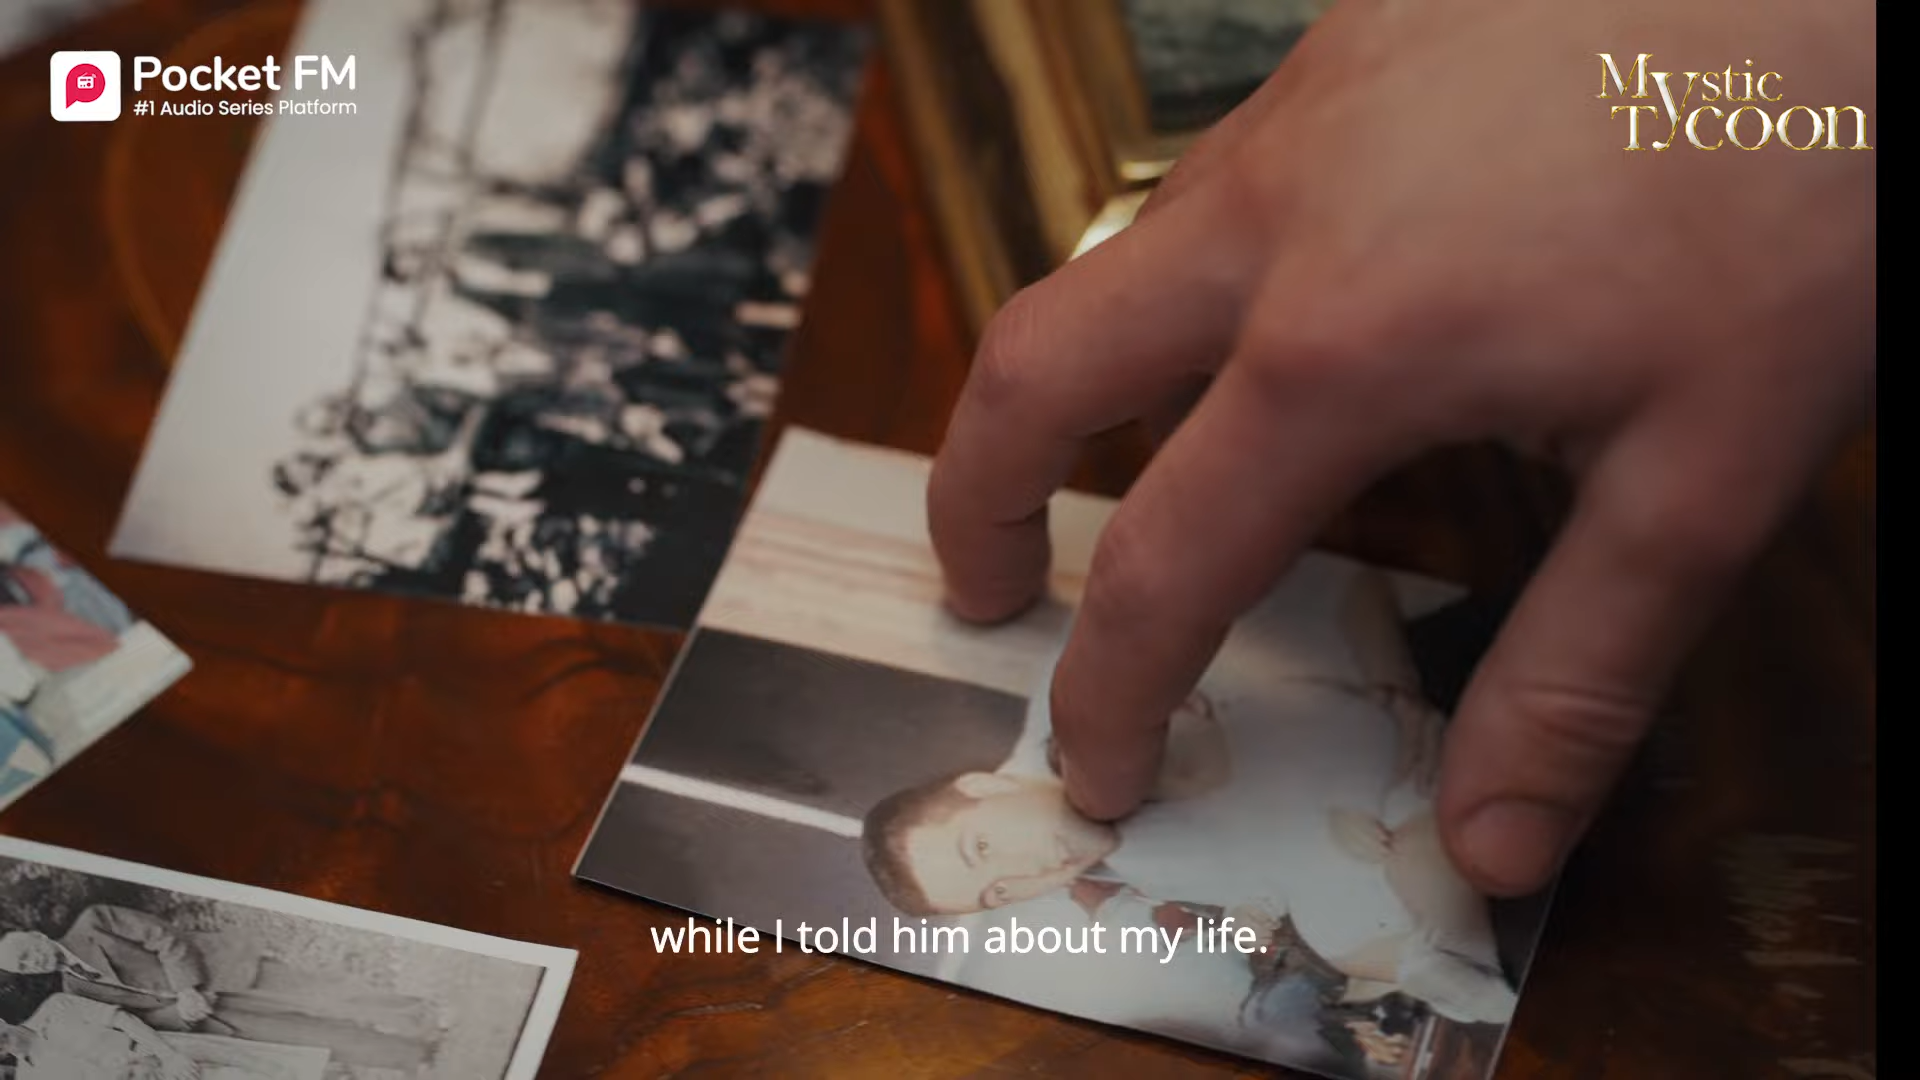 Pocket FM
#1 Audio Series Platform
Mystic
Tycoon
while I told him about my life.